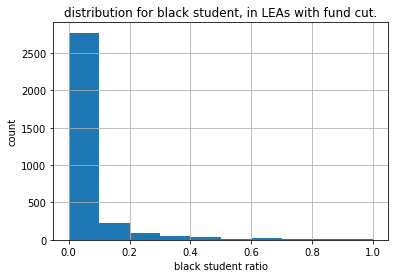 distribution for black student, in LEAs with fund cut.
2500
2000
1500
1000
500
0
count
0.0 0.2 0.4 0.6 0.8 1.0
black student ratio